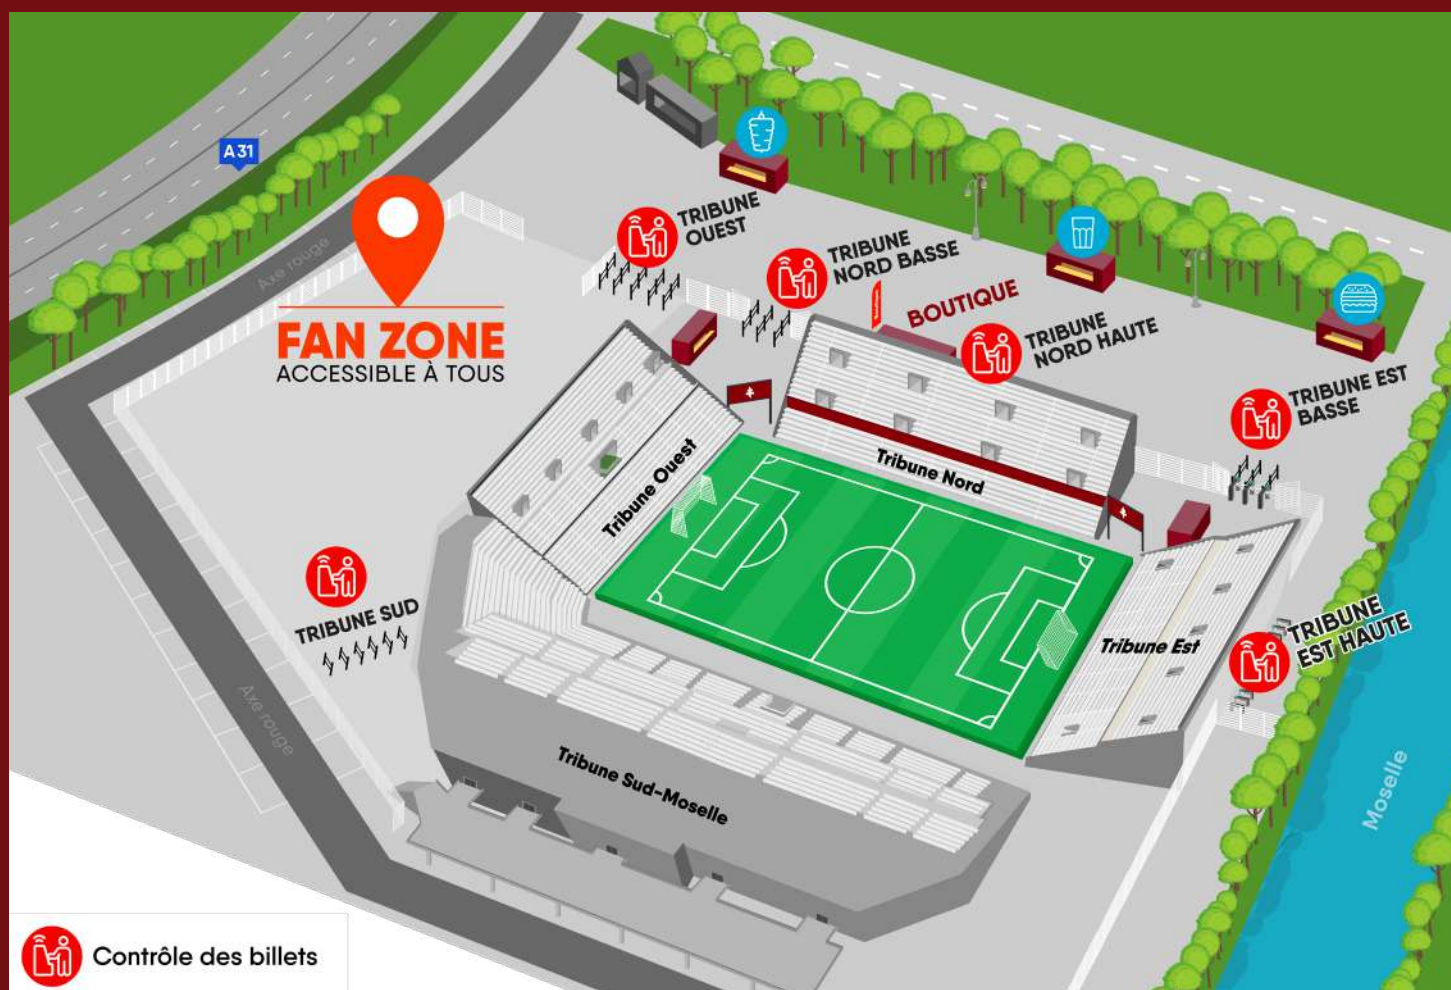 A31
Axe rouge
FAN ZONE
ACCESSIBLE À TOUS
TRIBUNE
OUEST
TRIBUNE
NORD BASSE
BOUTIQUE
TRIBUNE
NORD HAUTE
TRIBUNE EST
BASSE
Tribune Ouest
Tribune Nord
TRIBUNE SUD
Tribune Est
TRIBUNE
EST HAUTE
Axe rouge
Tribune Sud-Moselle
Moselle
Contrôle des billets